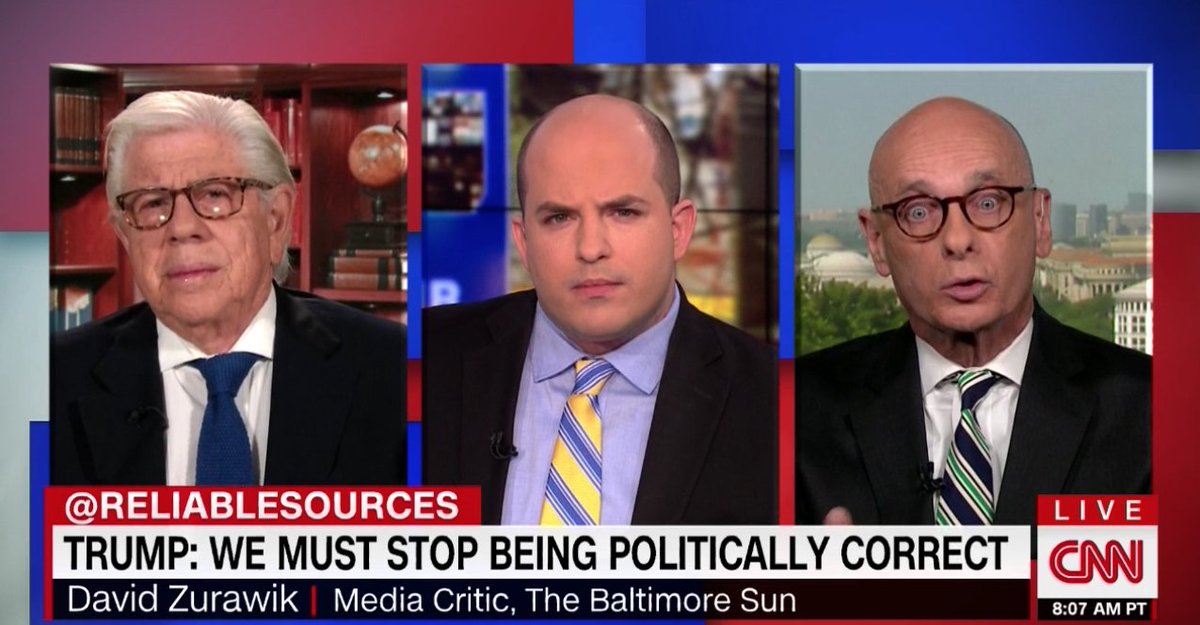 @RELIABLESOURCES
TRUMP: WE MUST STOP BEING POLITICALLY CORRECT
David Zurawik | Media Critic, The Baltimore Sun
LIVE
CNN
8:07 AM PT